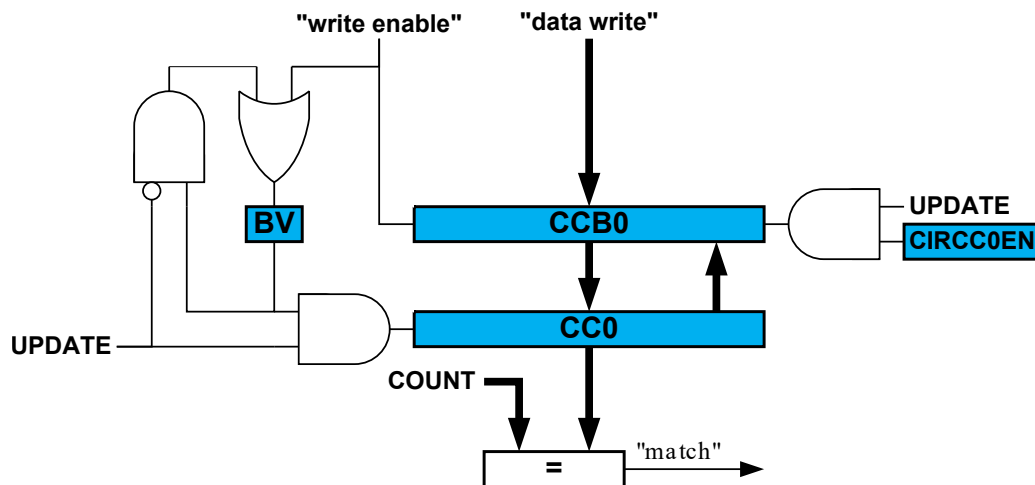 "write enable"
"data write"
BV
CCB0
UPDATE
CIRCC0EN
UPDATE
CC0
COUNT
=
"match"